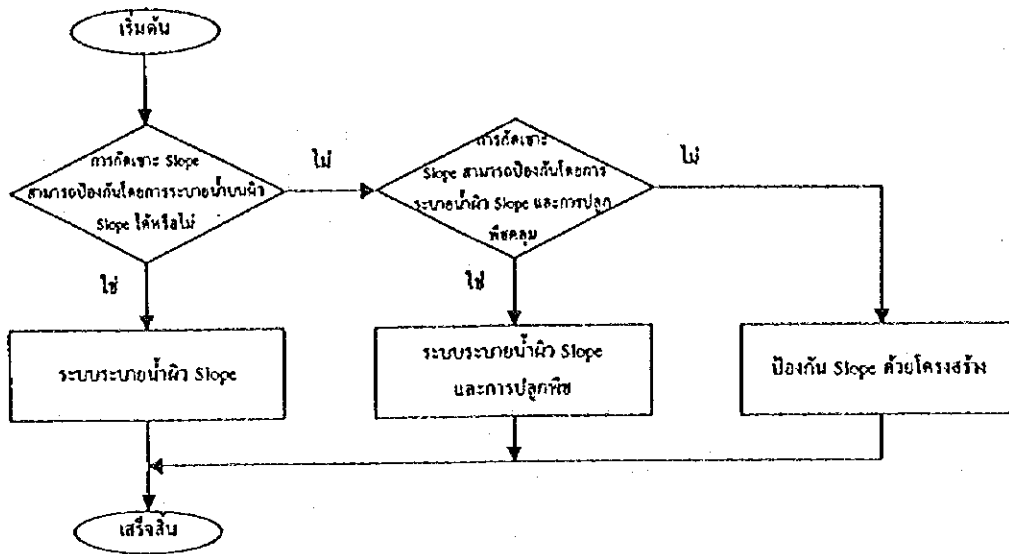 เริ่มต้น
การกัดเซาะ Slope
สามารถป้องกันโดยการระบายน้ำบนผิว
Slope ได้หรือไม่
ไม่
การกัดเซาะ
Slope สามารถป้องกันโดยการ
ระบายน้ำผิว Slope และการปลูก
พืชคลุม
ไม่
ใช่
ใช่
ระบบระบายน้ำผิว Slope
ระบบระบายน้ำผิว Slope
และการปลูกพืช
ป้องกัน Slope ด้วยโครงสร้าง
เสร็จสิ้น